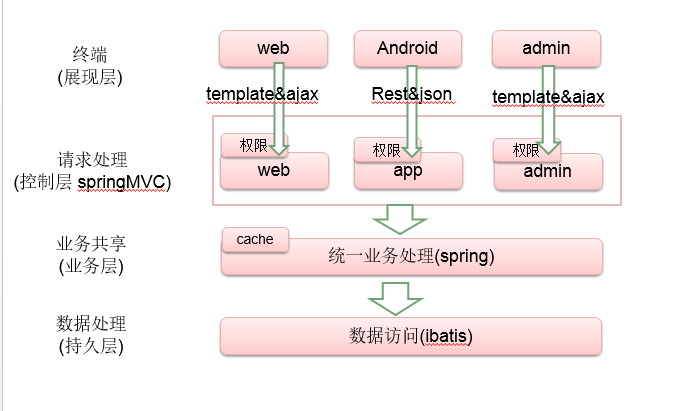 终端
(展现层)
web
Android
admin
template&ajax
Rest&json
template&ajax
请求处理
(控制层 springMVC)
权限
web
权限
app
权限
admin
业务共享
(业务层)
cache
统一业务处理(spring)
数据处理
(持久层)
数据访问(ibatis)